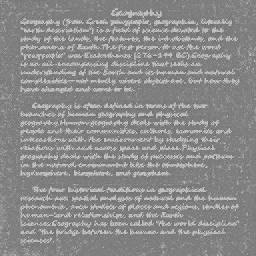 Geography
Geography (from Greek γεωγραφία, geographia, literally
"earth description") is a field of science devoted to the
study of the lands, the features, the inhabitants, and the
phenomena of Earth. The first person to use the word
"γεωγραφία" was Eratosthenes (276–194 BC). Geography
is an all-encompassing discipline that seeks an
understanding of the Earth and its human and natural
complexities—not merely where objects are, but how they
have changed and come to be.
Geography is often defined in terms of the two
branches of human geography and physical
geography. Human geography deals with the study of
people and their communities, cultures, economies and
interactions with the environment by studying their
relations with and across space and place. Physical
geography deals with the study of processes and patterns
in the natural environment like the atmosphere,
hydrosphere, biosphere, and geosphere.
The four historical traditions in geographical
research are: spatial analyses of natural and the human
phenomena, area studies of places and regions, studies of
human-land relationships, and the Earth
sciences. Geography has been called "the world discipline"
and "the bridge between the human and the physical
sciences".